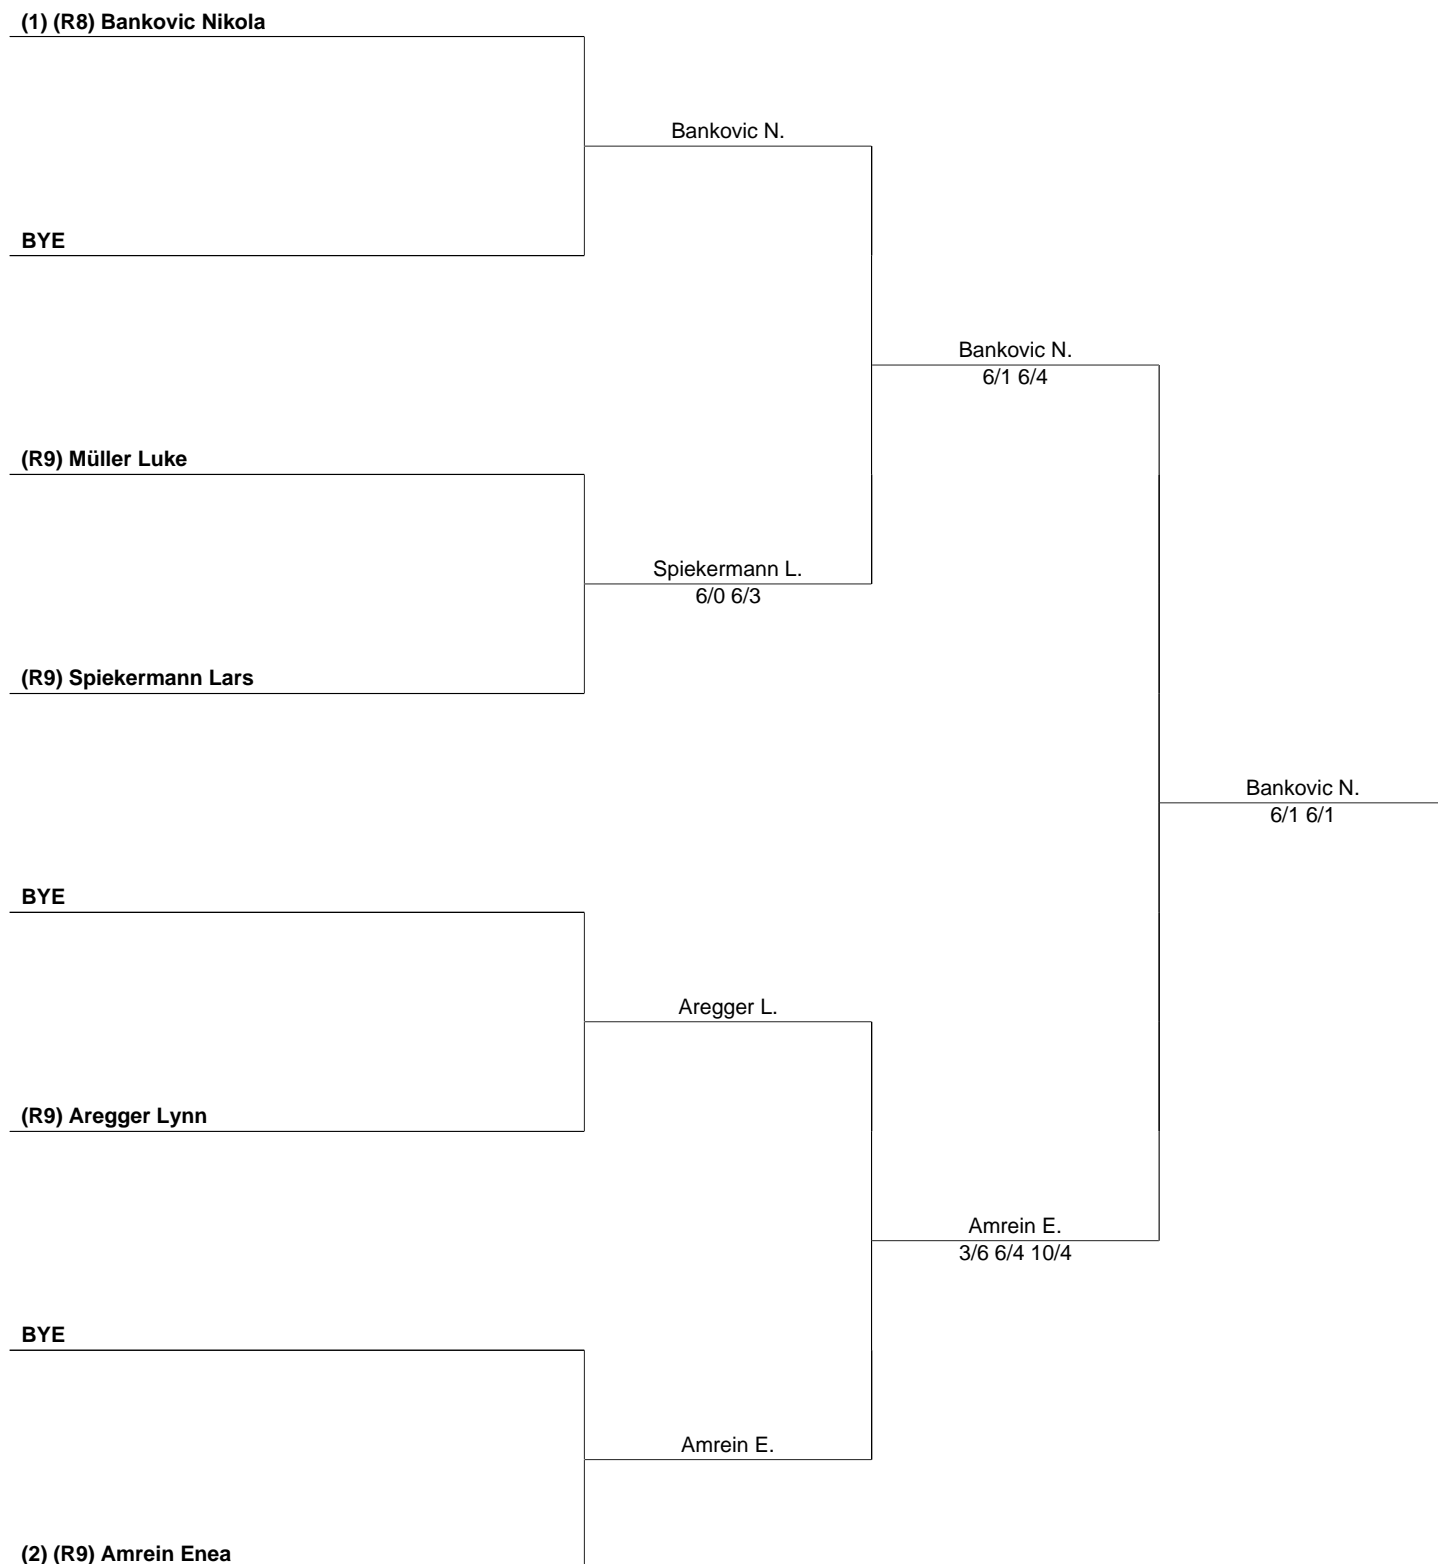 (1) (R8) Bankovic Nikola
Bankovic N.
BYE
Bankovic N.
6/1 6/4
(R9) Müller Luke
Spiekermann L.
6/0 6/3
(R9) Spiekermann Lars
Bankovic N.
6/1 6/1
BYE
Aregger L.
(R9) Aregger Lynn
Amrein E.
3/6 6/4 10/4
BYE
Amrein E.
(2) (R9) Amrein Enea